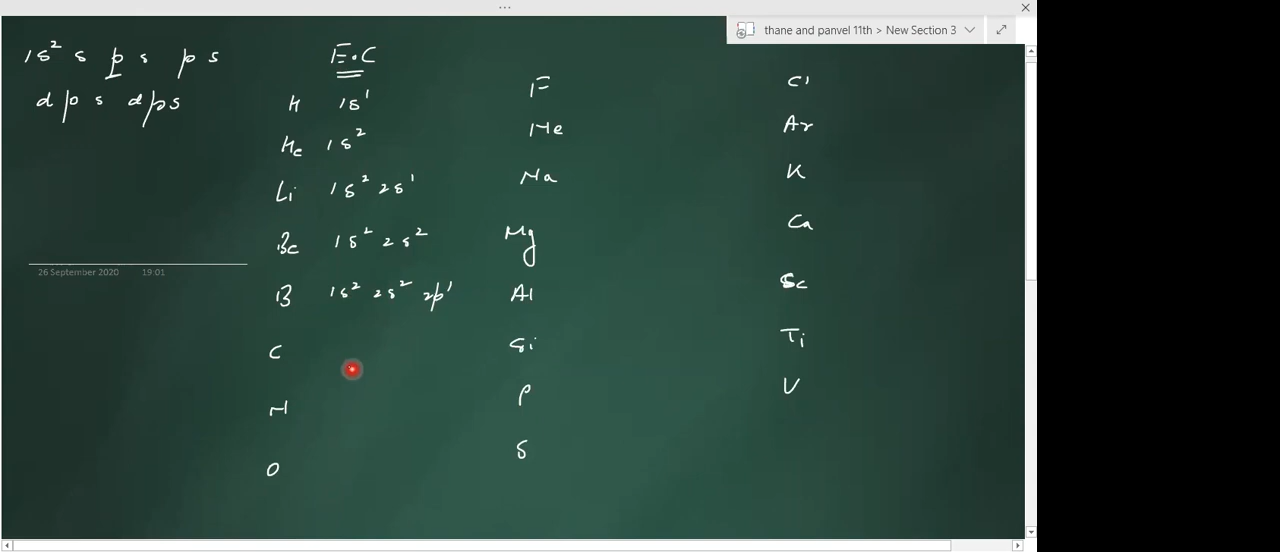 thane and panvel 11th > New Section 3
1s² s p s p s
d p s d p s
26 September 2020 19:01
E.C
H 1s¹
He 1s²
Li 1s² 2s¹
Be 1s² 2s²
B 1s² 2s² 2p¹
C
N
O
F
Ne
Na
Mg
Al
Si
P
S
Cl
Ar
K
Ca
Sc
Ti
V